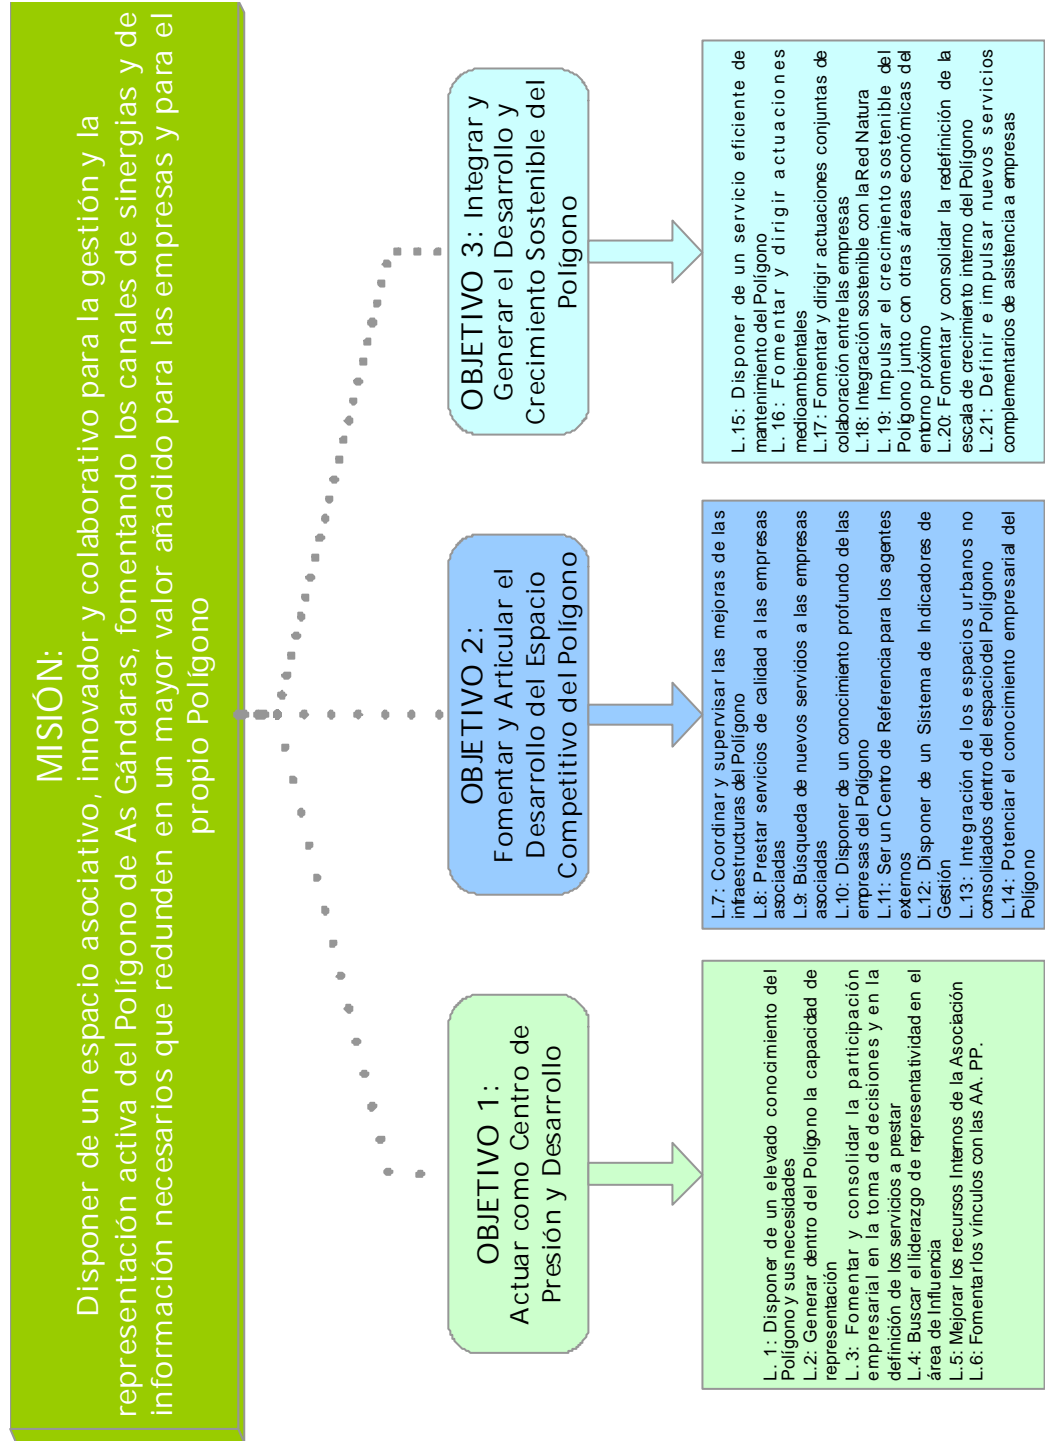 MISIÓN:
Disponer de un espacio asociativo, innovador y colaborativo para la gestión y la
representación activa del Polígono de As Gándaras, fomentando los canales de sinergias y de
información necesarios que redunden en un mayor valor añadido para las empresas y para el
propio Polígono
OBJETIVO 1:
Actuar como Centro de
Presión y Desarrollo
L. 1: Disponer de un elevado conocimiento del
Polígono y sus necesidades
L.2: Generar dentro del Polígono la capacidad de
representación
L. 3: Fomentar y consolidar la participación
empresarial en la toma de decisiones y en la
definición de los servicios a prestar
L.4: Buscar el liderazgo de representatividad en el
área de Influencia
L.5: Mejorar los recursos Internos de la Asociación
L.6: Fomentar los vínculos con las AA. PP.
OBJETIVO 2:
Fomentar y Articular el
Desarrollo del Espacio
Competitivo del Polígono
L.7: Coordinar y supervisar las mejoras de las
infraestructuras del Polígono
L.8: Prestar servicios de calidad a las empresas
asociadas
L.9: Búsqueda de nuevos servidos a las empresas
asociadas
L.10: Disponer de un conocimiento profundo de las
empresas del Polígono
L.11: Ser un Centro de Referencia para los agentes
externos
L.12: Disponer de un Sistema de Indicadores de
Gestión
L.13: Integración de los espacios urbanos no
consolidados dentro del espacio del Polígono
L.14: Potenciar el conocimiento empresarial del
Polígono
OBJETIVO 3: Integrar y
Generar el Desarrollo y
Crecimiento Sostenible del
Polígono
L.15: Disponer de un servicio eficiente de
mantenimiento del Polígono
L. 16: Fomentar y dirigir actuaciones
medioambientales
L.17: Fomentar y dirigir actuaciones conjuntas de
colaboración entre las empresas
L.18: Integración sostenible con la Red Natura
L.19: Impulsar el crecimiento sostenible del
Polígono junto con otras áreas económicas del
entorno próximo
L.20: Fomentar y consolidar la redefinición de la
escala de crecimiento interno del Polígono
L.21: Definir e impulsar nuevos servicios
complementarios de asistencia a empresas